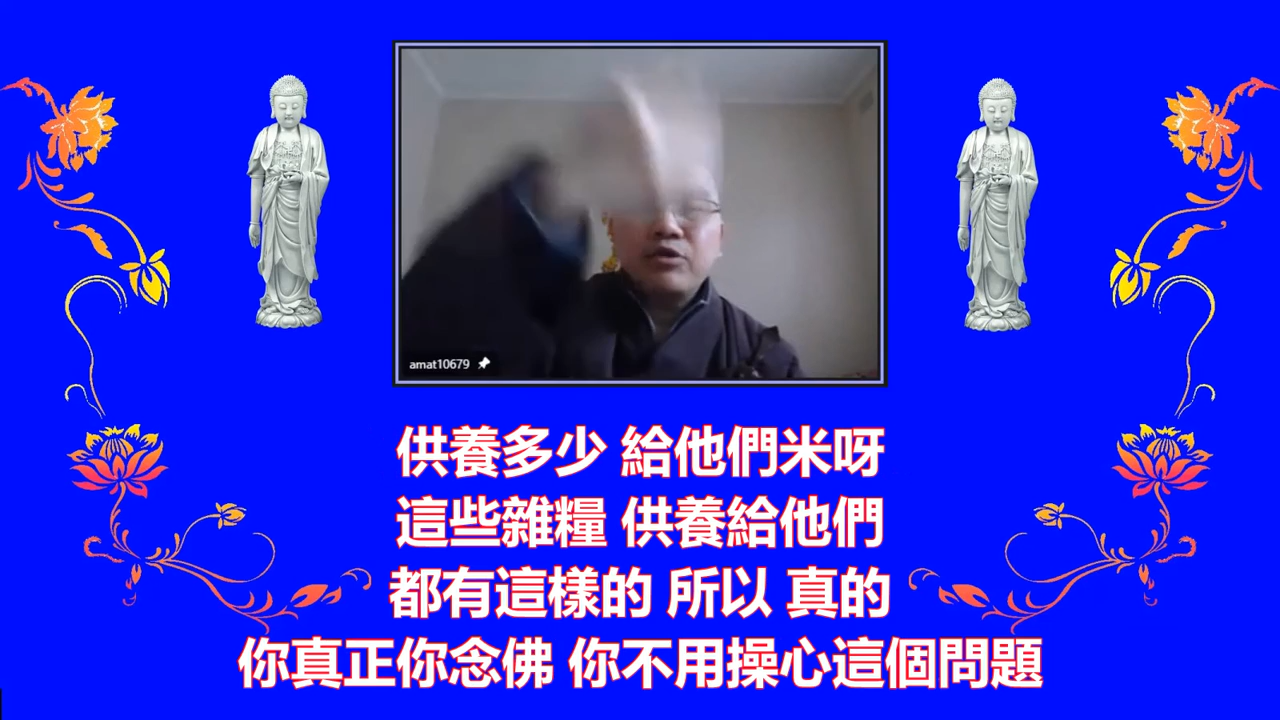 amat10679
供養多少 給他們米呀
這些雜糧 供養給他們
都有這樣的 所以 真的
你真正你念佛 你不用操心這個問題